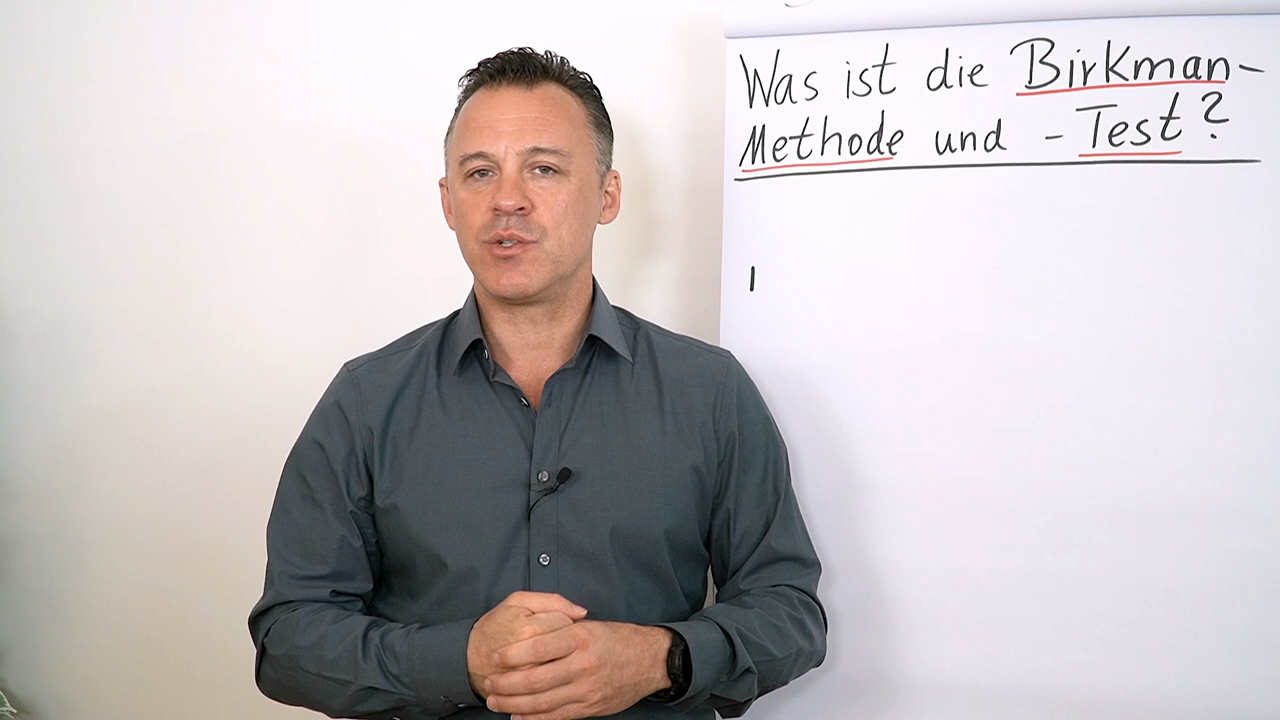 Was ist die Birkman-
Methode und -Test?